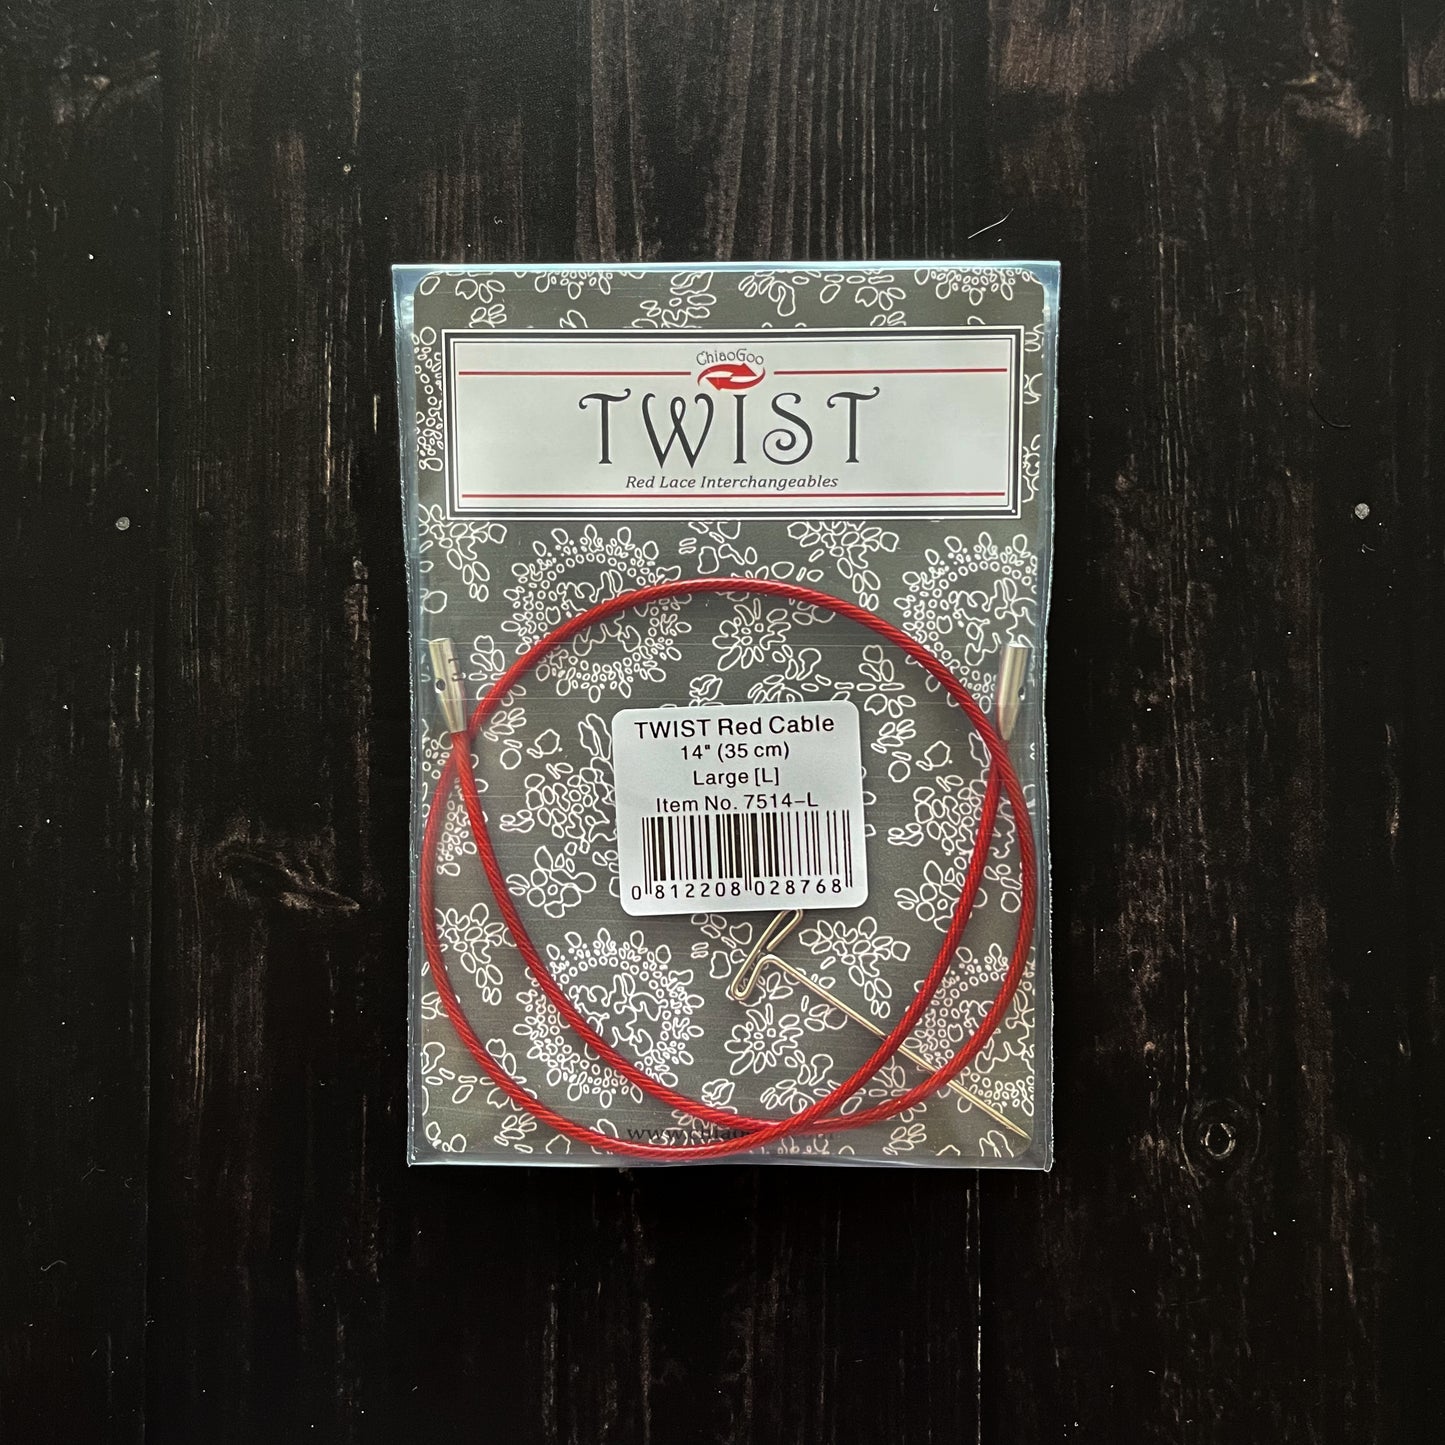 ChiaoGoo
TWIST
Red Lace Interchangeables
L
TWIST Red Cable
14" (35 cm)
Large [L]
Item No. 7514-L
0 812208 028768